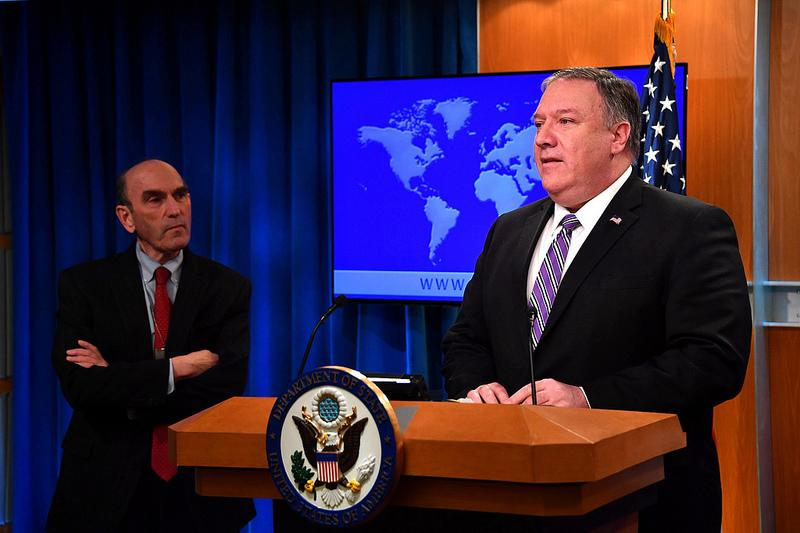 WWW
DEPARTMENT OF STATE
UNITED STATES OF AMERICA